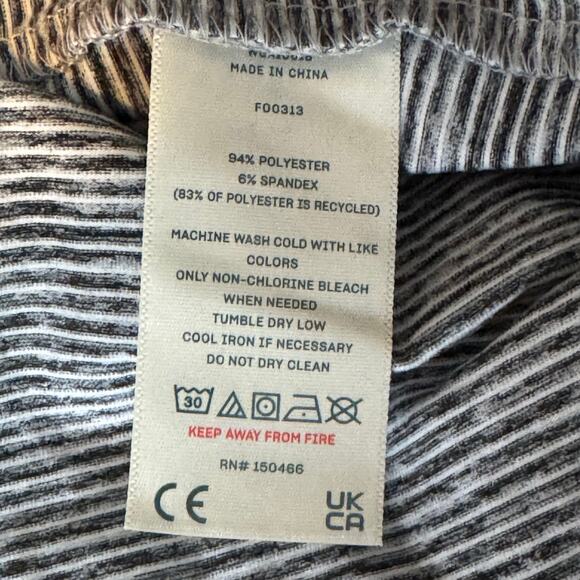 MADE IN CHINA
F00313
94% POLYESTER
6% SPANDEX
(83% OF POLYESTER IS RECYCLED)
MACHINE WASH COLD WITH LIKE
COLORS
ONLY NON-CHLORINE BLEACH
WHEN NEEDED
TUMBLE DRY LOW
COOL IRON IF NECESSARY
DO NOT DRY CLEAN
30
KEEP AWAY FROM FIRE
RN# 150466
CE
UK
CA